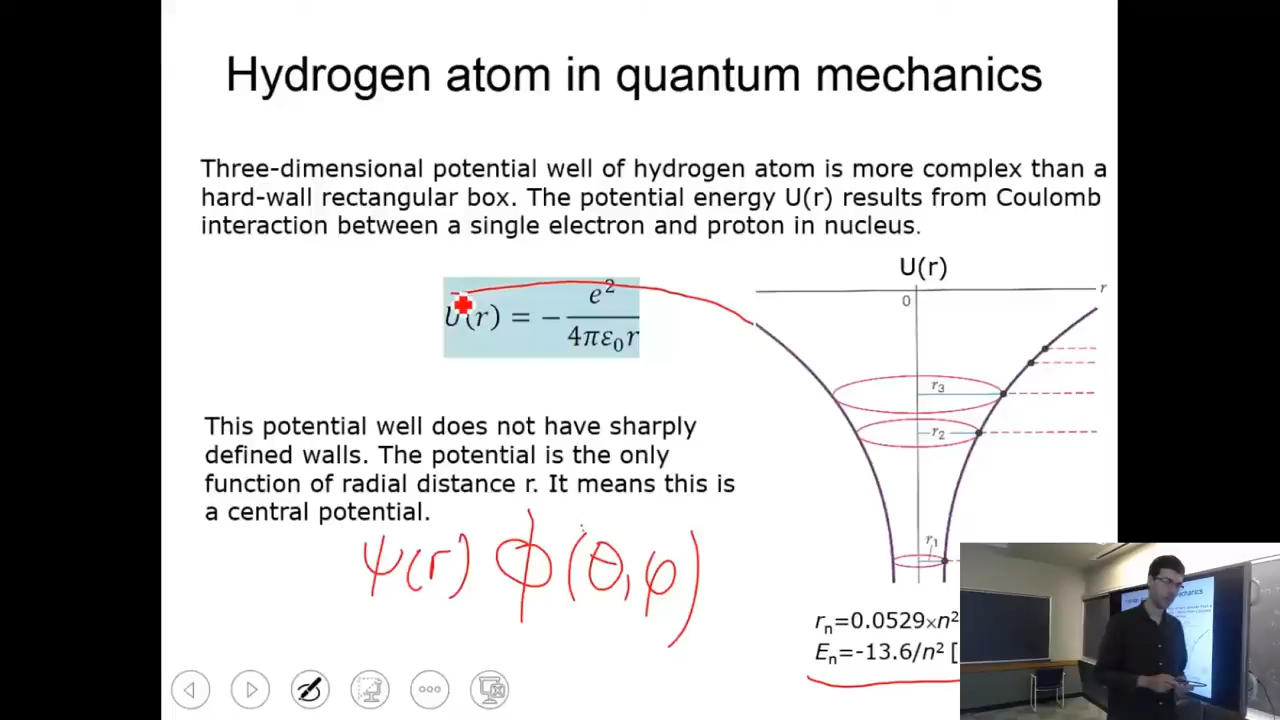 Hydrogen atom in quantum mechanics
Three-dimensional potential well of hydrogen atom is more complex than a
hard-wall rectangular box. The potential energy U(r) results from Coulomb
interaction between a single electron and proton in nucleus.
U(r) = − e² / 4πε₀r
U(r)
r
0
r₃
r₂
r₁
This potential well does not have sharply
defined walls. The potential is the only
function of radial distance r. It means this is
a central potential.
ψ(r) ϕ(θ,φ)
rₙ=0.0529×n²
Eₙ=-13.6/n² [